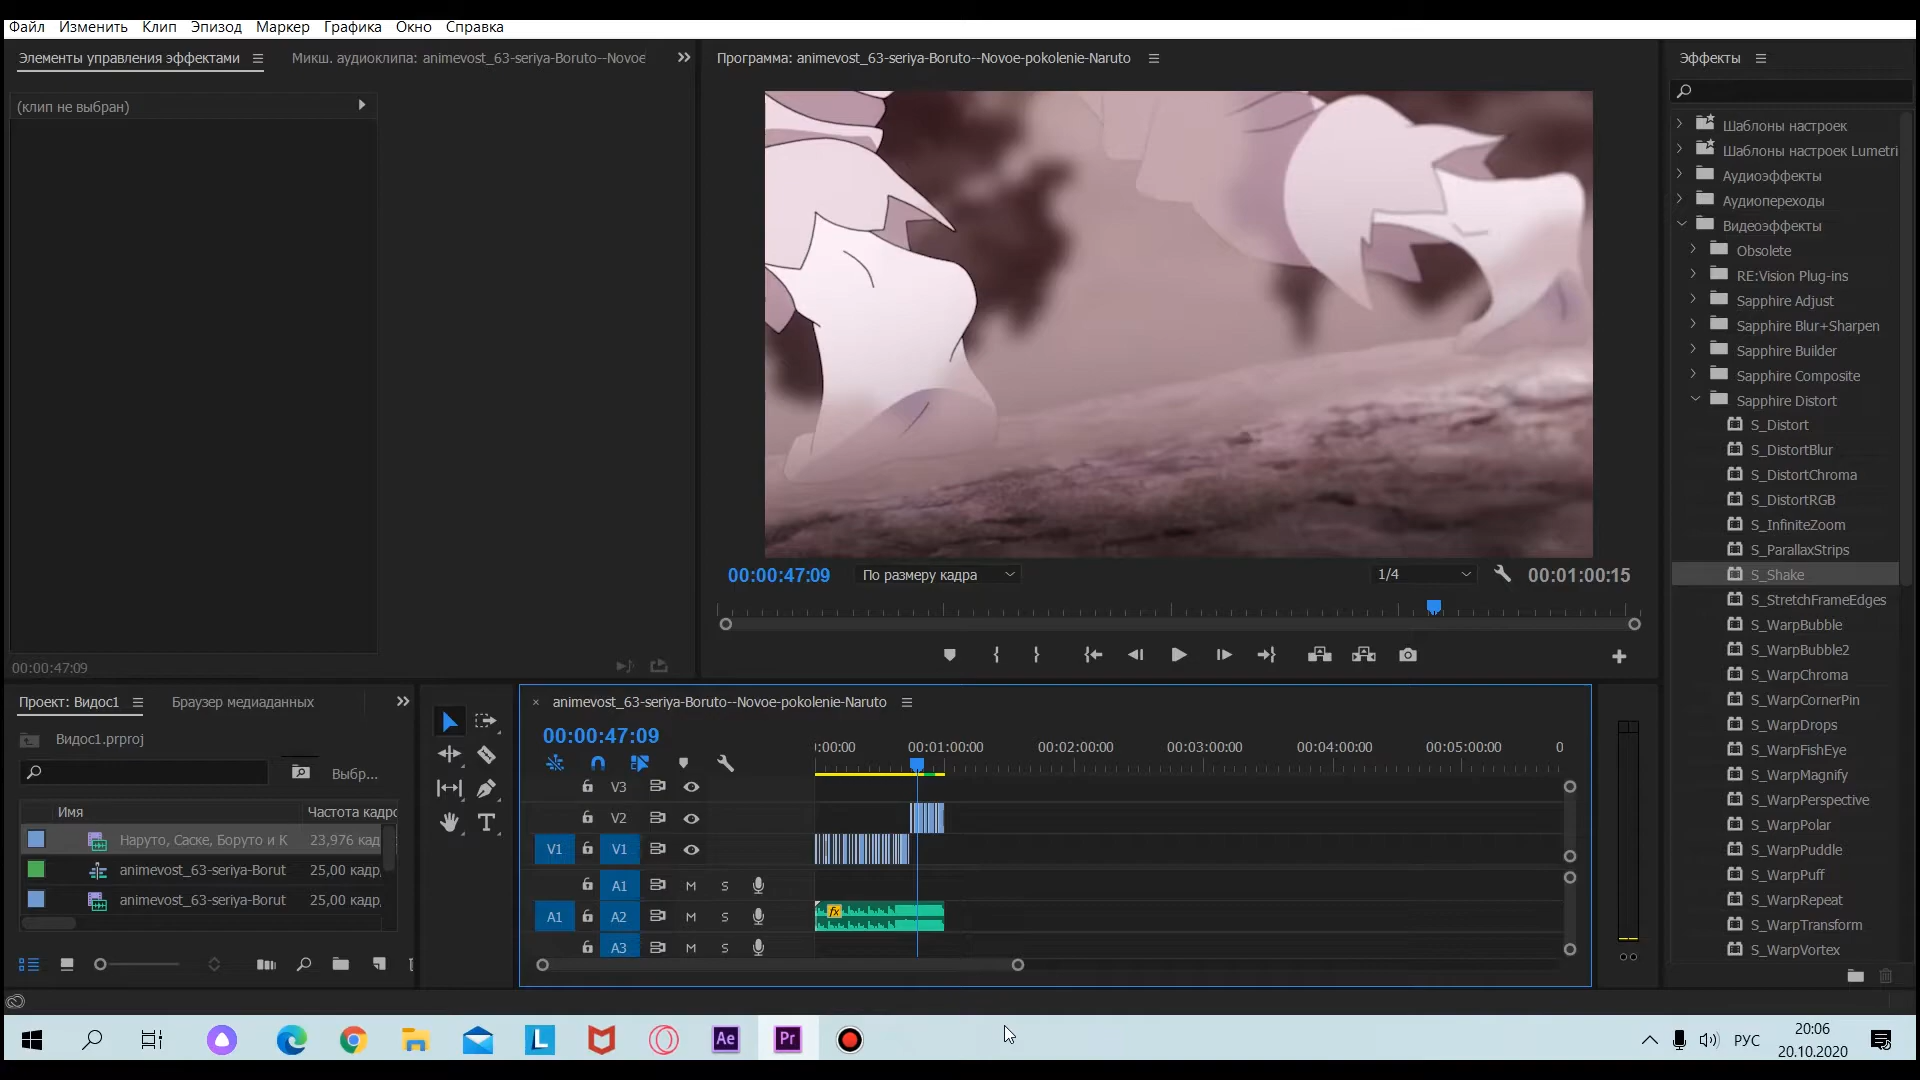 Файл Изменить Клип Эпизод Маркер Графика Окно Справка
Элементы управления эффектами
Микш. аудиоклипа: animevost_63-seriya-Boruto--Novoe
(клип не выбран)
00:00:47:09
Программа: animevost_63-seriya-Boruto--Novoe-pokolenie-Naruto
00:00:47:09
По размеру кадра
1/4
00:01:00:15
Эффекты
Шаблоны настроек
Шаблоны настроек Lumetri
Аудиоэффекты
Аудиопереходы
Видеоэффекты
Obsolete
RE:Vision Plug-ins
Sapphire Adjust
Sapphire Blur+Sharpen
Sapphire Builder
Sapphire Composite
Sapphire Distort
S_Distort
S_DistortBlur
S_DistortChroma
S_DistortRGB
S_InfiniteZoom
S_ParallaxStrips
S_Shake
S_StretchFrameEdges
S_WarpBubble
S_WarpBubble2
S_WarpChroma
S_WarpCornerPin
S_WarpDrops
S_WarpFishEye
S_WarpMagnify
S_WarpPerspective
S_WarpPolar
S_WarpPuddle
S_WarpPuff
S_WarpRepeat
S_WarpTransform
S_WarpVortex
Проект: Видос1
Браузер медиаданных
Видос1.prproj
Выбр...
Имя
Частота кадрс
Наруто, Саске, Боруто и К
23,976 кад
animevost_63-seriya-Borut
25,00 кадр,
animevost_63-seriya-Borut
25,00 кадр,
animevost_63-seriya-Boruto--Novoe-pokolenie-Naruto
00:00:47:09
:00:00 00:01:00:00 00:02:00:00 00:03:00:00 00:04:00:00 00:05:00:00 0
V3
V2
V1 V1
A1 M S
A1 A2 M S
fx
A3 M S
L
Ae
Pr
РУС
20:06
20.10.2020